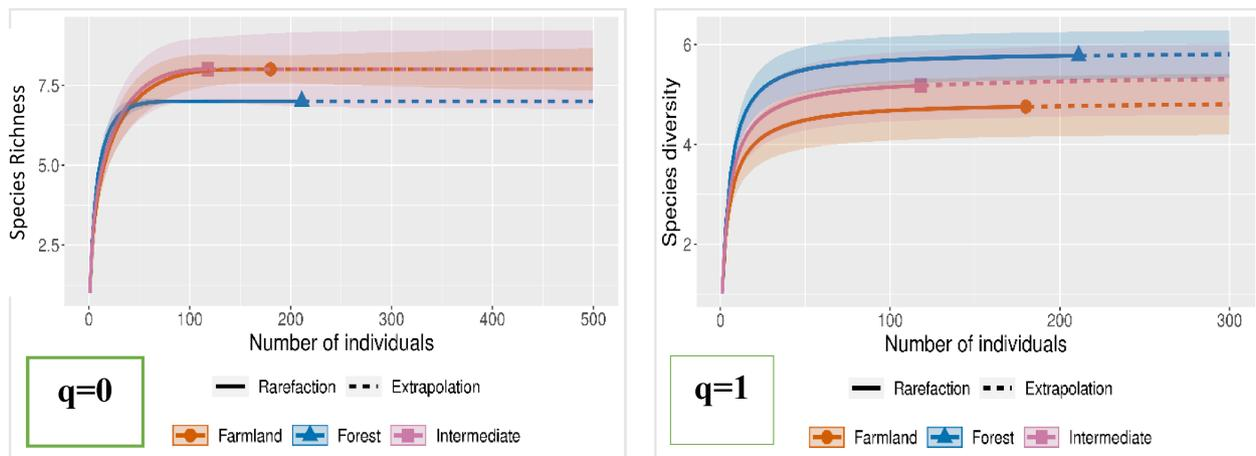 Species Richness
7.5
5.0
2.5
0 100 200 300 400 500
Number of individuals
q=0
Rarefaction Extrapolation
Farmland Forest Intermediate
Species diversity
6
4
2
0 100 200 300
Number of individuals
q=1
Rarefaction Extrapolation
Farmland Forest Intermediate